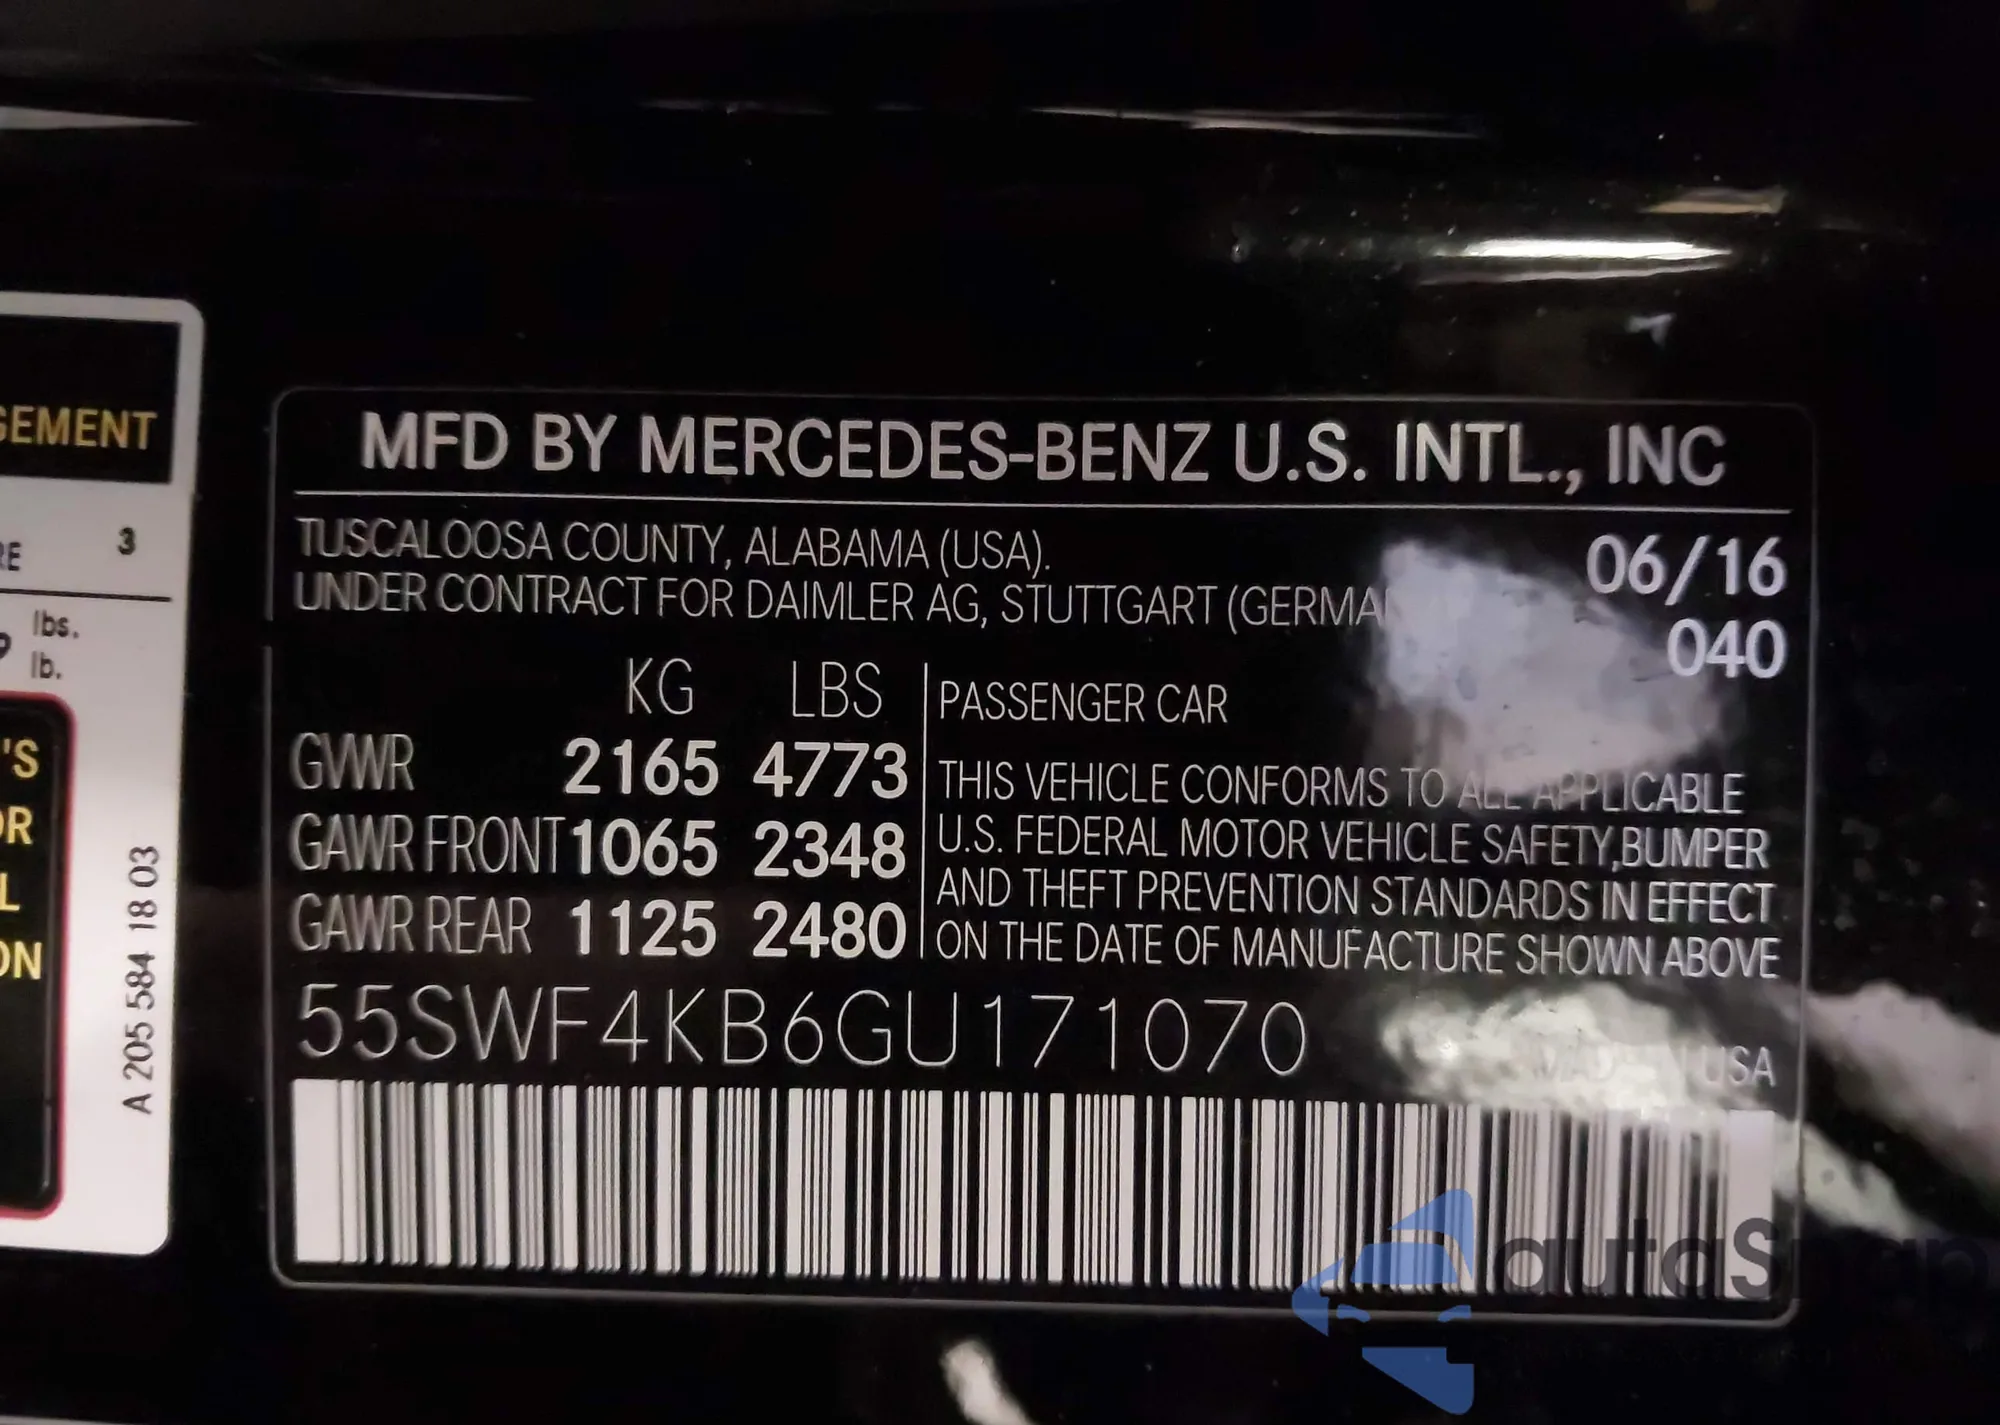 GEMENT
RE 3
lbs.
lb.
'S
OR
L
ON
A 205 584 18 03
MFD BY MERCEDES-BENZ U.S. INTL., INC
TUSCALOOSA COUNTY, ALABAMA (USA).
UNDER CONTRACT FOR DAIMLER AG, STUTTGART (GERMA
06/16
040
KG LBS
GVWR 2165 4773
GAWR FRONT 1065 2348
GAWR REAR 1125 2480
PASSENGER CAR
THIS VEHICLE CONFORMS TO ALL APPLICABLE
U.S. FEDERAL MOTOR VEHICLE SAFETY,BUMPER
AND THEFT PREVENTION STANDARDS IN EFFECT
ON THE DATE OF MANUFACTURE SHOWN ABOVE
55SWF4KB6GU171070
USA